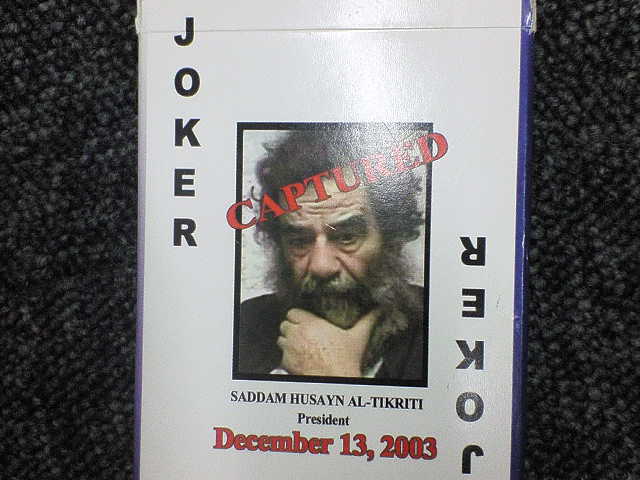 JOKER
CAPTURED
SADDAM HUSAYN AL-TIKRITI
President
December 13, 2003
JOKER